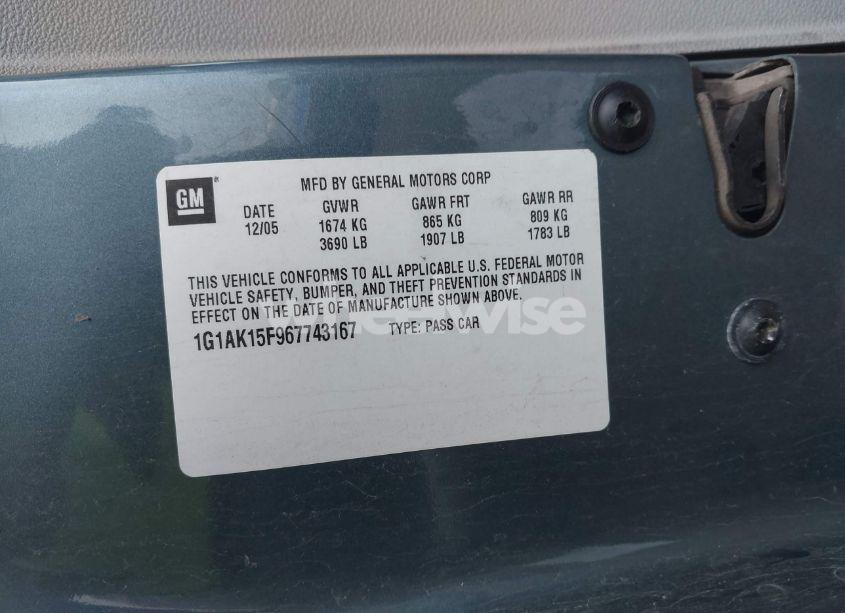 GM
MFD BY GENERAL MOTORS CORP
DATE GVWR GAWR FRT GAWR RR
12/05 1674 KG 865 KG 809 KG
3690 LB 1907 LB 1783 LB
THIS VEHICLE CONFORMS TO ALL APPLICABLE U.S. FEDERAL MOTOR
VEHICLE SAFETY, BUMPER, AND THEFT PREVENTION STANDARDS IN
EFFECT ON THE DATE OF MANUFACTURE SHOWN ABOVE.
1G1AK15F967743167 TYPE: PASS CAR